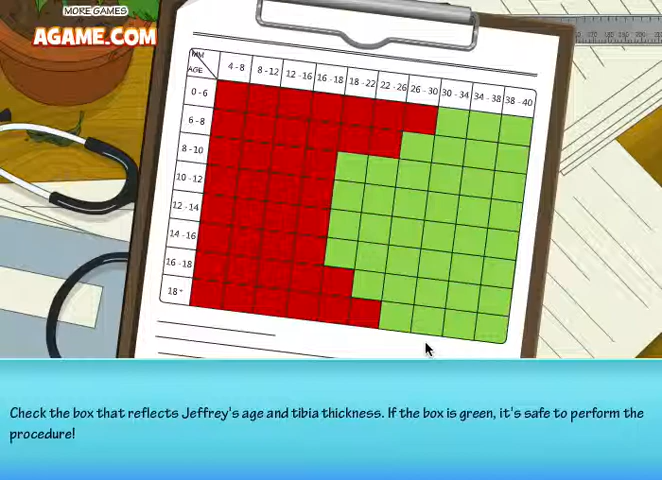 MORE GAMES
AGAME.COM
MM
AGE
4 - 8 8 - 12 12 - 16 16 - 18 18 - 22 22 - 26 26 - 30 30 - 34 34 - 38 38 - 40
0 - 6
6 - 8
8 - 10
10 - 12
12 - 14
14 - 16
16 - 18
18+
Check the box that reflects Jeffrey's age and tibia thickness. If the box is green, it's safe to perform the
procedure!